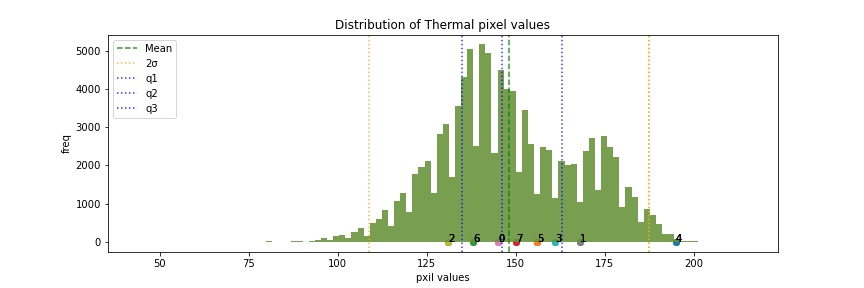 Distribution of Thermal pixel values
Mean
2σ
q1
q2
q3
freq
5000
4000
3000
2000
1000
0
2 6 0 7 5 3 1 4
50 75 100 125 150 175 200
pxil values